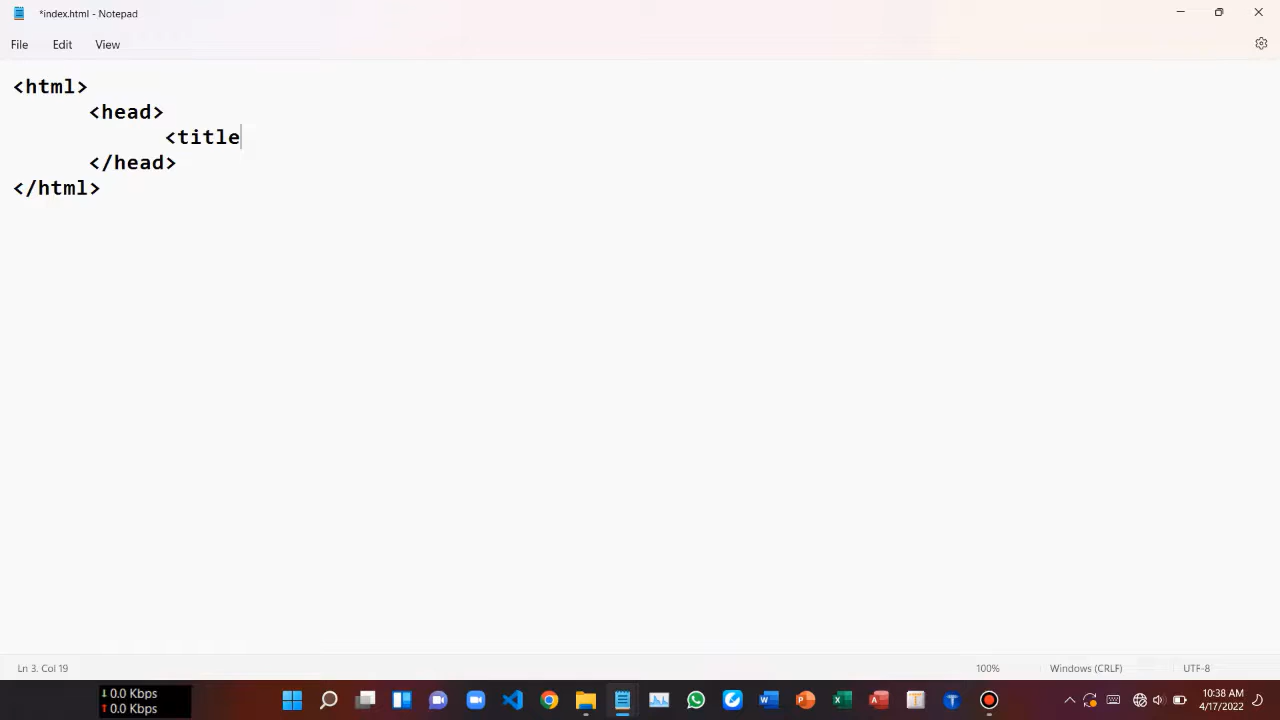 *index.html - Notepad
File Edit View
<html>
<head>
<title
</head>
</html>
Ln 3, Col 19 100% Windows (CRLF) UTF-8
↓ 0.0 Kbps
↑ 0.0 Kbps
10:38 AM
4/17/2022